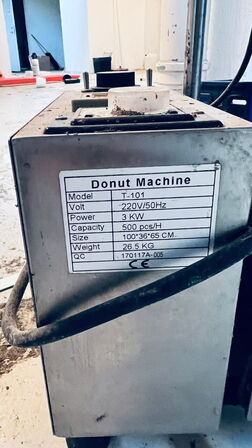 Donut Machine
Model T-101
Volt 220V/50Hz
Power 3 KW
Capacity 500 pcs/H
Size 100*36*65 CM.
Weight 26.5 KG
QC 170117A-005
CE